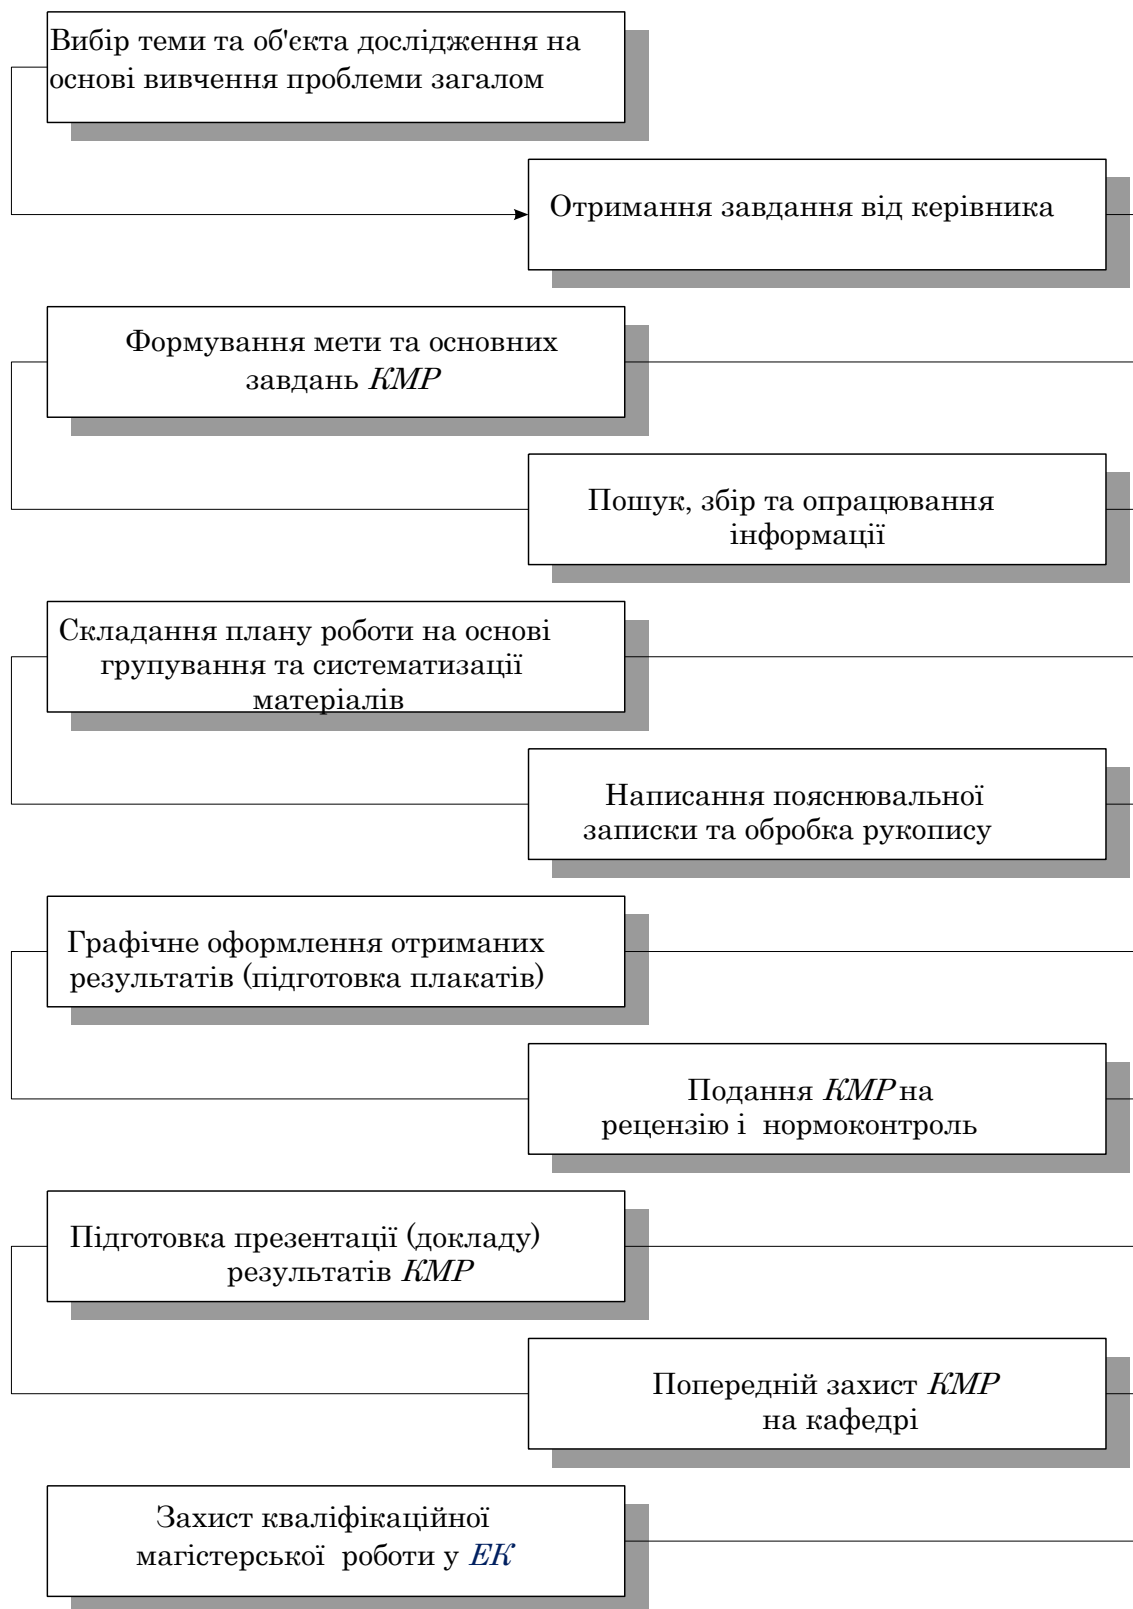 Вибір теми та об'єкта дослідження на
основі вивчення проблеми загалом
Отримання завдання від керівника
Формування мети та основних
завдань КМР
Пошук, збір та опрацювання
інформації
Складання плану роботи на основі
групування та систематизації
матеріалів
Написання пояснювальної
записки та обробка рукопису
Графічне оформлення отриманих
результатів (підготовка плакатів)
Подання КМР на
рецензію і нормоконтроль
Підготовка презентації (докладу)
результатів КМР
Попередній захист КМР
на кафедрі
Захист кваліфікаційної
магістерської роботи у ЕК